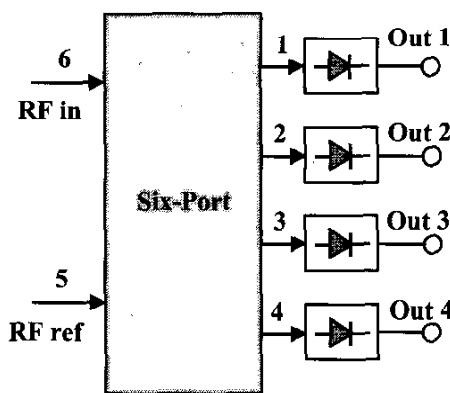 6
RF in
5
RF ref
Six-Port
1
Out 1
2
Out 2
3
Out 3
4
Out 4